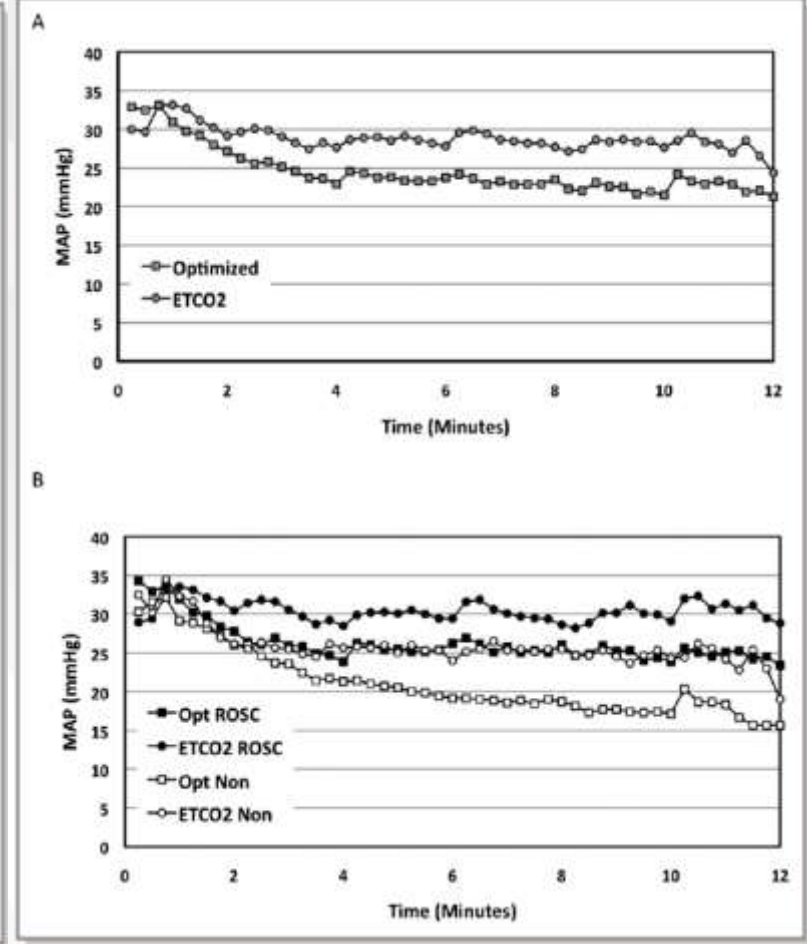 A
40
35
30
25
20
15
10
5
0
MAP (mmHg)
Optimized
ETCO2
0 2 4 6 8 10 12
Time (Minutes)
B
40
35
30
25
20
15
10
5
0
MAP (mmHg)
Opt ROSC
ETCO2 ROSC
Opt Non
ETCO2 Non
0 2 4 6 8 10 12
Time (Minutes)